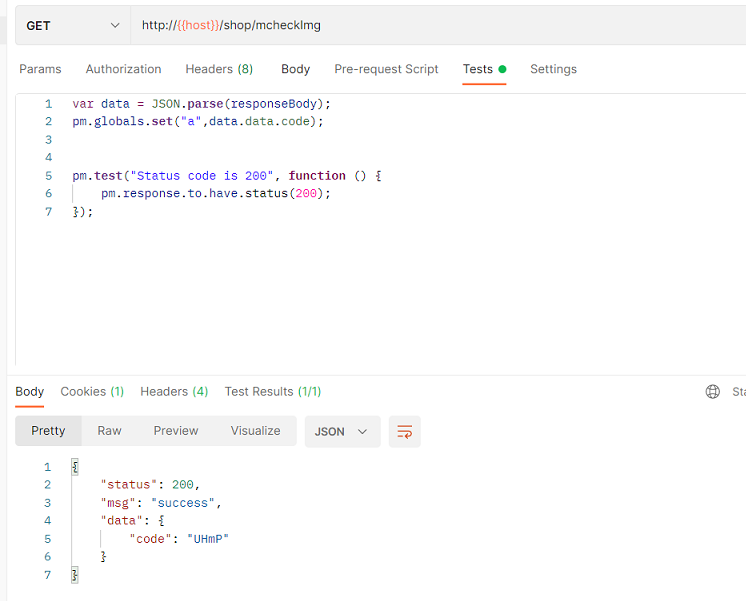 GET http://{{host}}/shop/mcheckImg
Params Authorization Headers (8) Body Pre-request Script Tests Settings
1 var data = JSON.parse(responseBody);
2 pm.globals.set("a",data.data.code);
3
4
5 pm.test("Status code is 200", function () {
6 pm.response.to.have.status(200);
7 });
Body Cookies (1) Headers (4) Test Results (1/1) Sta
Pretty Raw Preview Visualize JSON
1 {
2 "status": 200,
3 "msg": "success",
4 "data": {
5 "code": "UHmP"
6 }
7 }